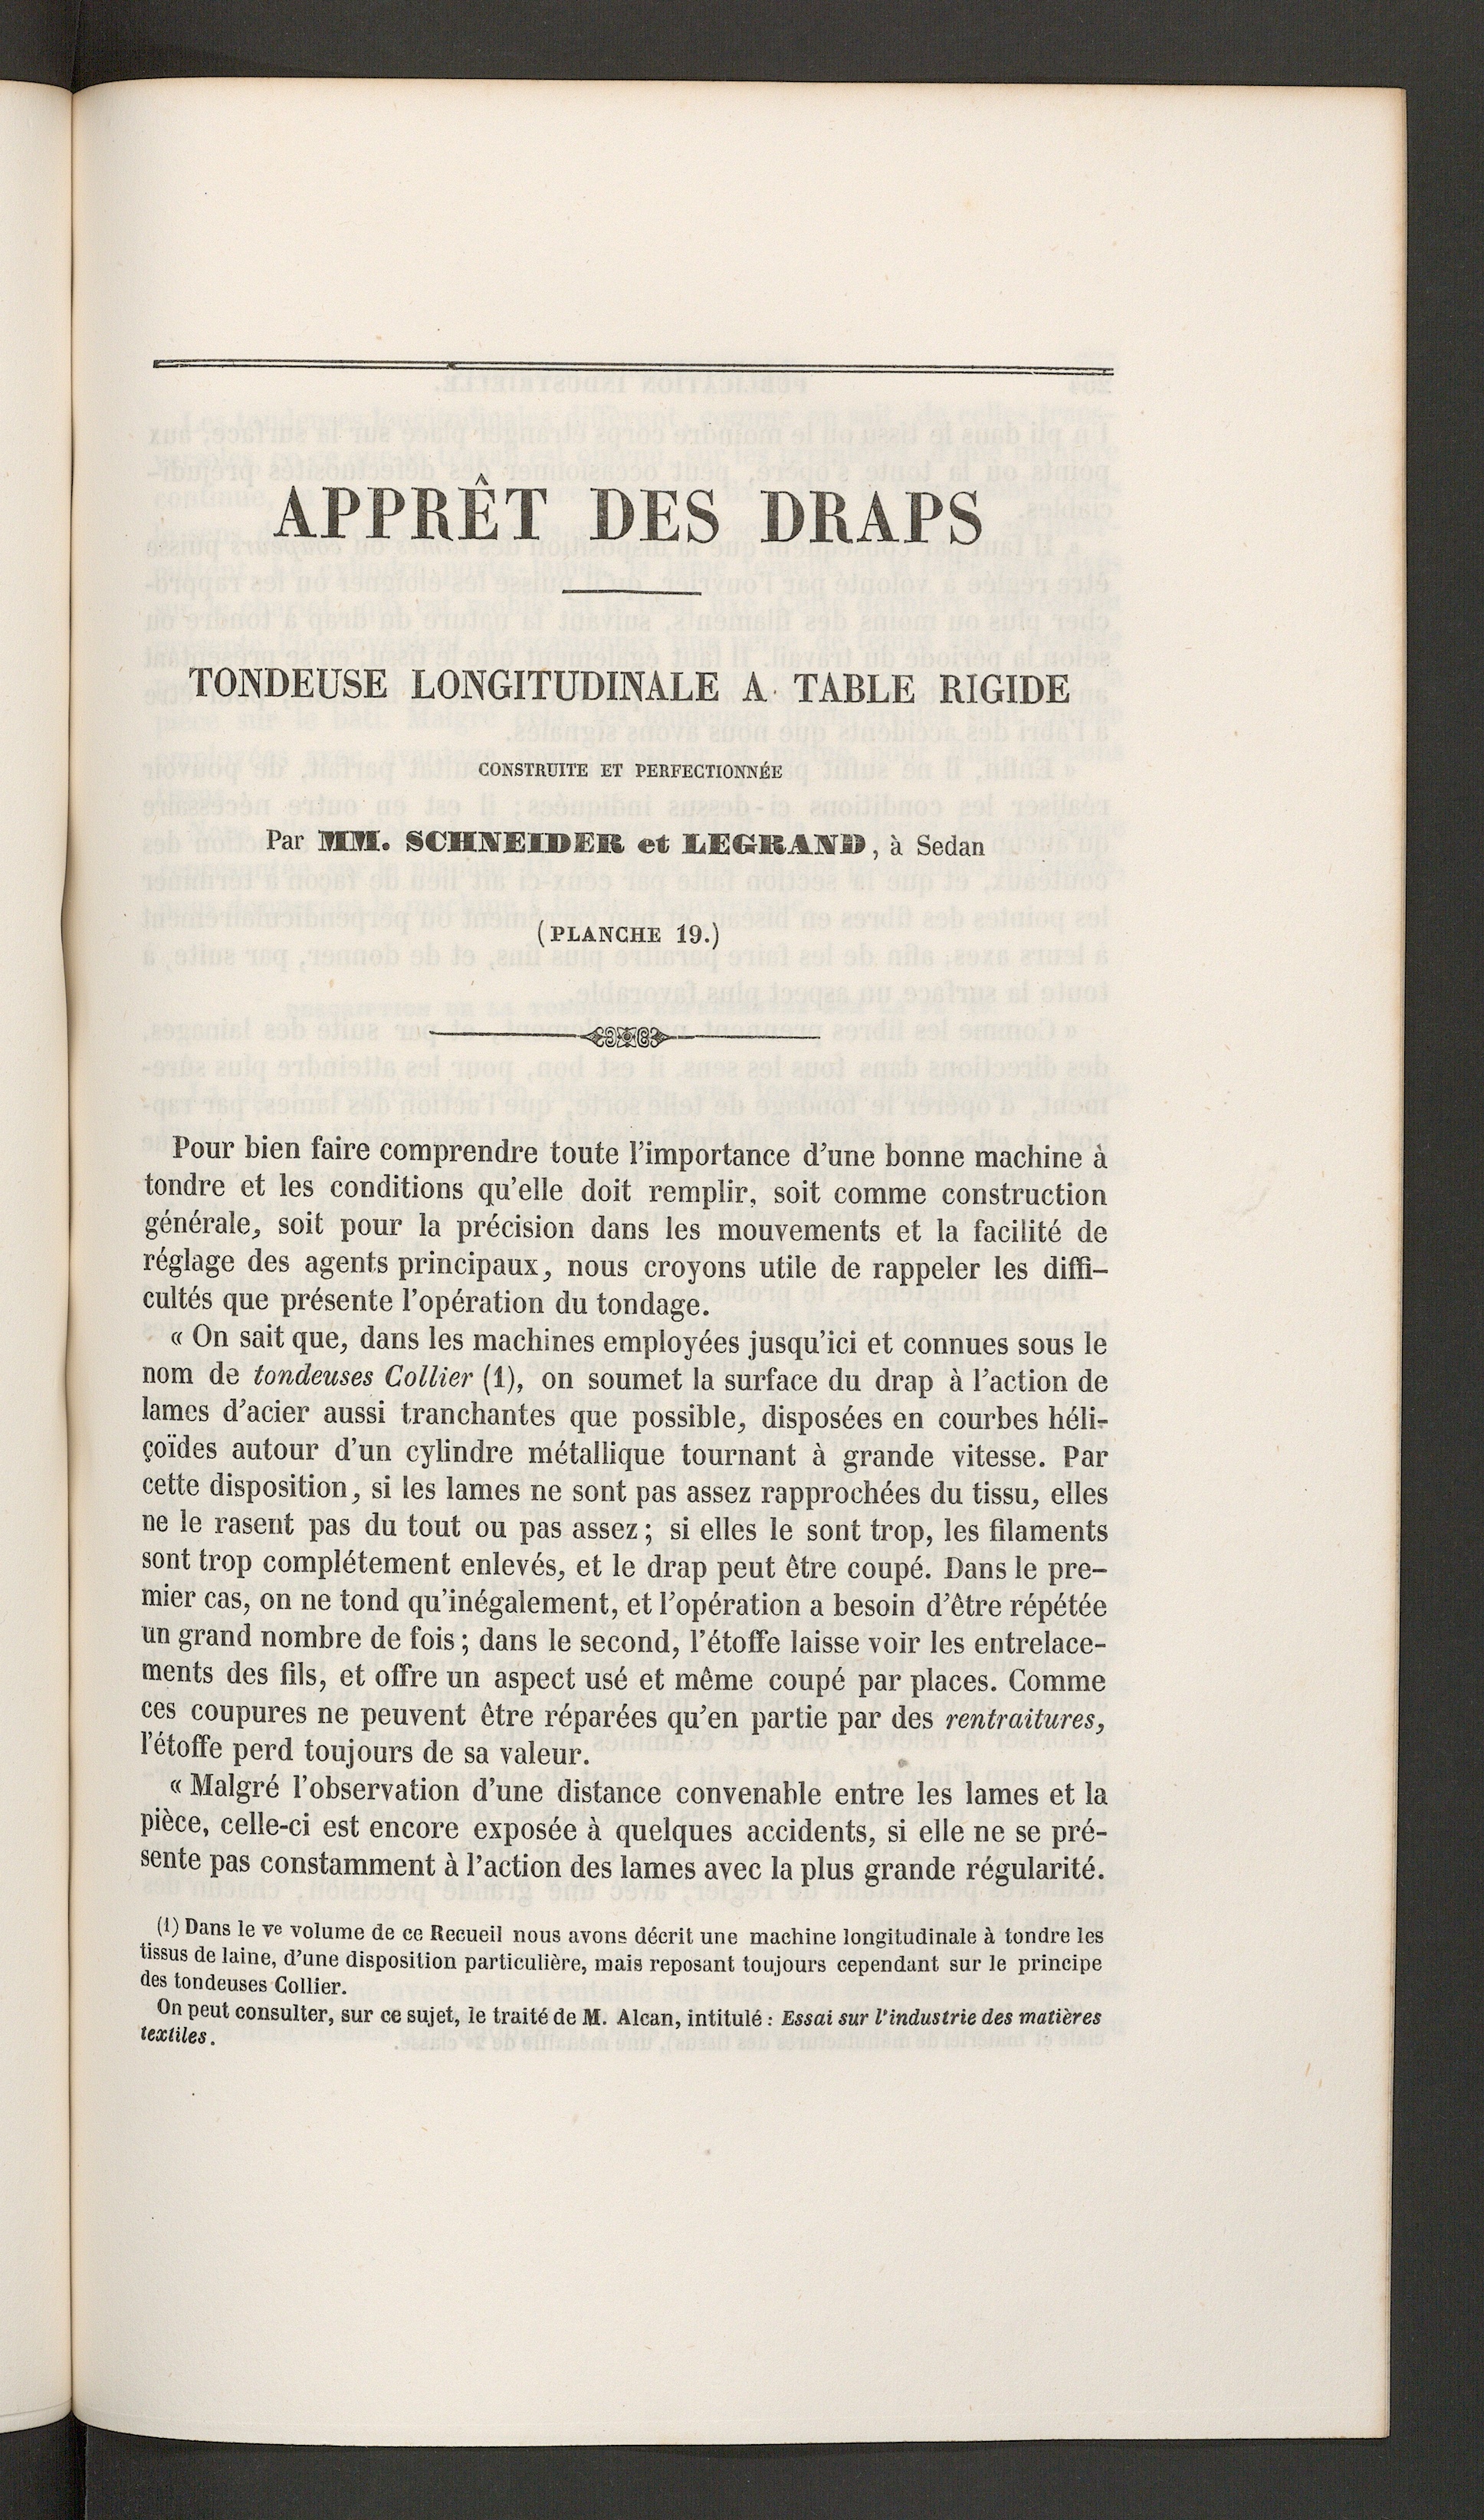 APPRÊT DES DRAPS
TONDEUSE LONGITUDINALE A TABLE RIGIDE
CONSTRUITE ET PERFECTIONNÉE
Par MM. SCHNEIDER et LEGRAND, à Sedan
(PLANCHE 19.)
Pour bien faire comprendre toute l'importance d'une bonne machine à
tondre et les conditions qu'elle doit remplir, soit comme construction
générale, soit pour la précision dans les mouvements et la facilité de
réglage des agents principaux, nous croyons utile de rappeler les diffi-
cultés que présente l'opération du tondage.
« On sait que, dans les machines employées jusqu'ici et connues sous le
nom de tondeuses Collier (1), on soumet la surface du drap à l'action de
lames d'acier aussi tranchantes que possible, disposées en courbes héli-
çoïdes autour d'un cylindre métallique tournant à grande vitesse. Par
cette disposition, si les lames ne sont pas assez rapprochées du tissu, elles
ne le rasent pas du tout ou pas assez; si elles le sont trop, les filaments
sont trop complétement enlevés, et le drap peut être coupé. Dans le pre-
mier cas, on ne tond qu'inégalement, et l'opération a besoin d'être répétée
un grand nombre de fois; dans le second, l'étoffe laisse voir les entrelace-
ments des fils, et offre un aspect usé et même coupé par places. Comme
ces coupures ne peuvent être réparées qu'en partie par des rentraitures,
l'étoffe perd toujours de sa valeur.
« Malgré l'observation d'une distance convenable entre les lames et la
pièce, celle-ci est encore exposée à quelques accidents, si elle ne se pré-
sente pas constamment à l'action des lames avec la plus grande régularité.
(1) Dans le ve volume de ce Recueil nous avons décrit une machine longitudinale à tondre les
tissus de laine, d'une disposition particulière, mais reposant toujours cependant sur le principe
des tondeuses Collier.
On peut consulter, sur ce sujet, le traité de M. Alcan, intitulé : Essai sur l'industrie des matières
textiles.